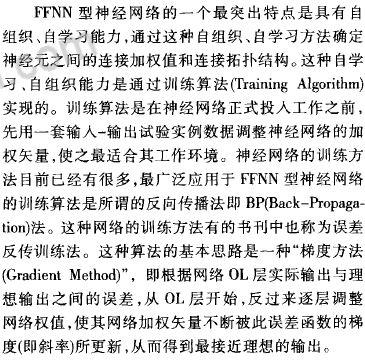 FFNN 型神经网络的一个最突出特点是具有自
组织、自学习能力，通过这种自组织、自学习方法确定
神经元之间的连接加权值和连接拓扑结构。这种自学
习、自组织能力是通过训练算法(Training Algorithm)
实现的。训练算法是在神经网络正式投入工作之前，
先用一套输人-输出试验实例数据调整神经网络的加
权矢量，使之最适合其工作环境。神经网络的训练方
法目前已经有很多，最广泛应用于 FFNN 型神经网络
的训练算法是所谓的反向传播法即 BP(Back-Propaga-
tion)法。这种网络的训练方法有的书刊中也称为误差
反传训练法。这种算法的基本思路是一种“梯度方法
(Gradient Method)”，即根据网络 OL 层实际输出与理
想输出之间的误差，从 OL 层开始，反过来逐层调整
网络权值，使其网络加权矢量不断被此误差函数的梯
度(即斜率)所更新，从而得到最接近理想的输出。